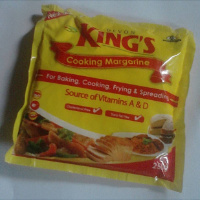 KING'S
Cooking Margarine
For Baking, Cooking, Frying & Spreading
Source of Vitamins A & D